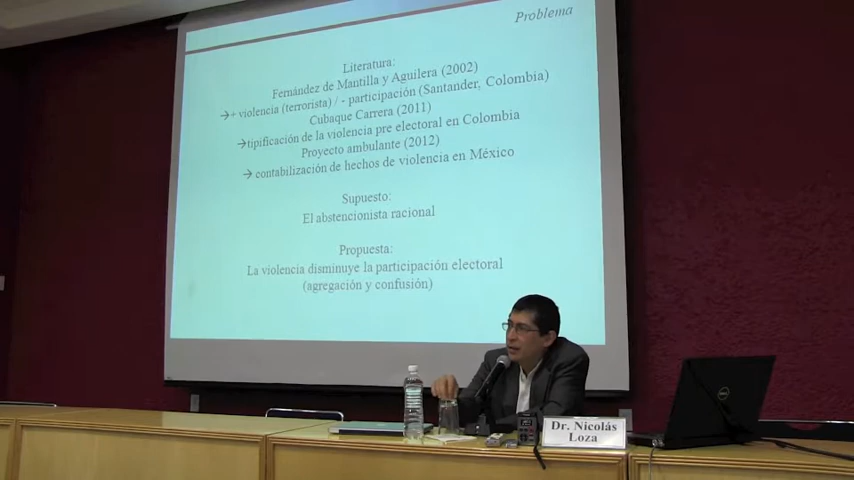 Problema
Literatura:
Fernández de Mantilla y Aguilera (2002)
→+ violencia (terrorista) / - participación (Santander, Colombia)
Cubaque Carrera (2011)
→tipificación de la violencia pre electoral en Colombia
Proyecto ambulante (2012)
→ contabilización de hechos de violencia en México
Supuesto:
El abstencionista racional
Propuesta:
La violencia disminuye la participación electoral
(agregación y confusión)
Dr. Nicolás
Loza